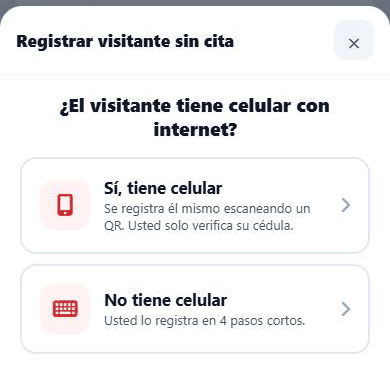 Registrar visitante sin cita
¿El visitante tiene celular con
internet?
Sí, tiene celular
Se registra él mismo escaneando un
QR. Usted solo verifica su cédula.
No tiene celular
Usted lo registra en 4 pasos cortos.